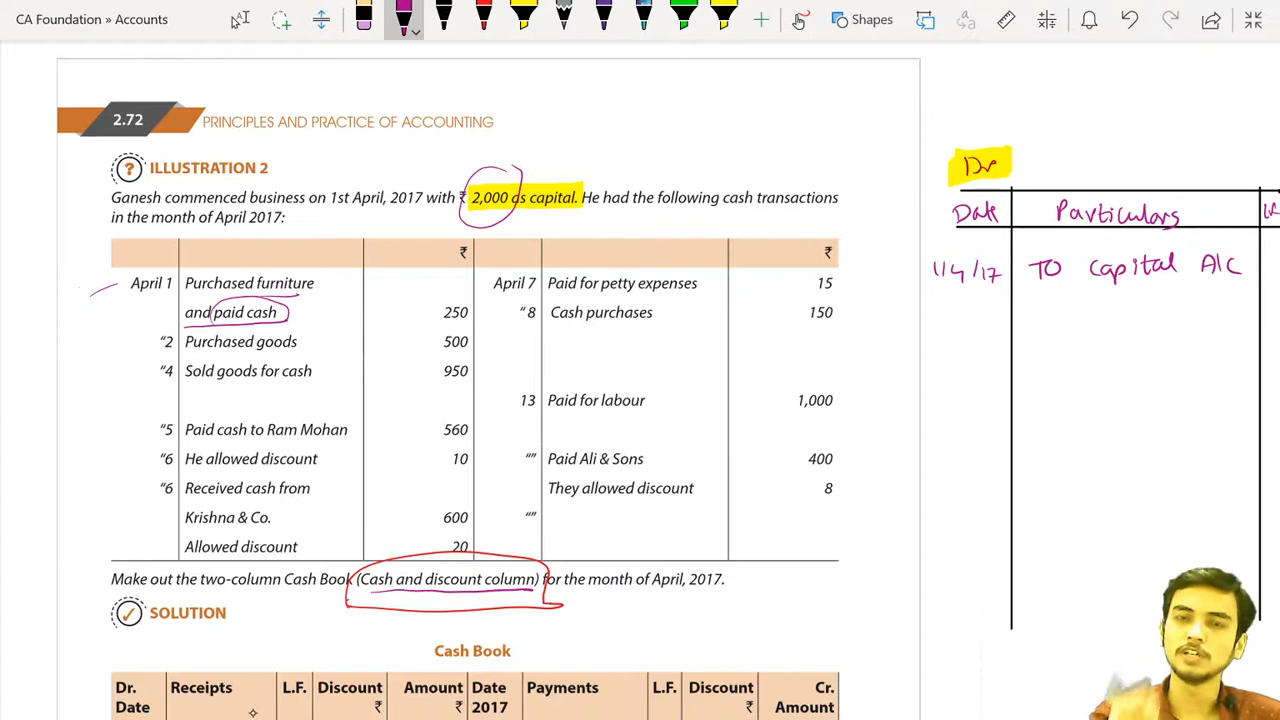 CA Foundation » Accounts
Shapes
2.72
PRINCIPLES AND PRACTICE OF ACCOUNTING
? ILLUSTRATION 2
Ganesh commenced business on 1st April, 2017 with ₹ 2,000 as capital. He had the following cash transactions
in the month of April 2017:
₹ ₹
April 1 Purchased furniture April 7 Paid for petty expenses 15
and paid cash 250 "8 Cash purchases 150
"2 Purchased goods 500
"4 Sold goods for cash 950
13 Paid for labour 1,000
"5 Paid cash to Ram Mohan 560
"6 He allowed discount 10 "" Paid Ali & Sons 400
"6 Received cash from They allowed discount 8
Krishna & Co. 600 ""
Allowed discount 20
Make out the two-column Cash Book (Cash and discount column) for the month of April, 2017.
SOLUTION
Cash Book
Dr. Receipts L.F. Discount Amount Date Payments L.F. Discount Cr.
Date ₹ ₹ 2017 ₹ Amount
Dr
Date Particulars
1/4/17 TO Capital A/C